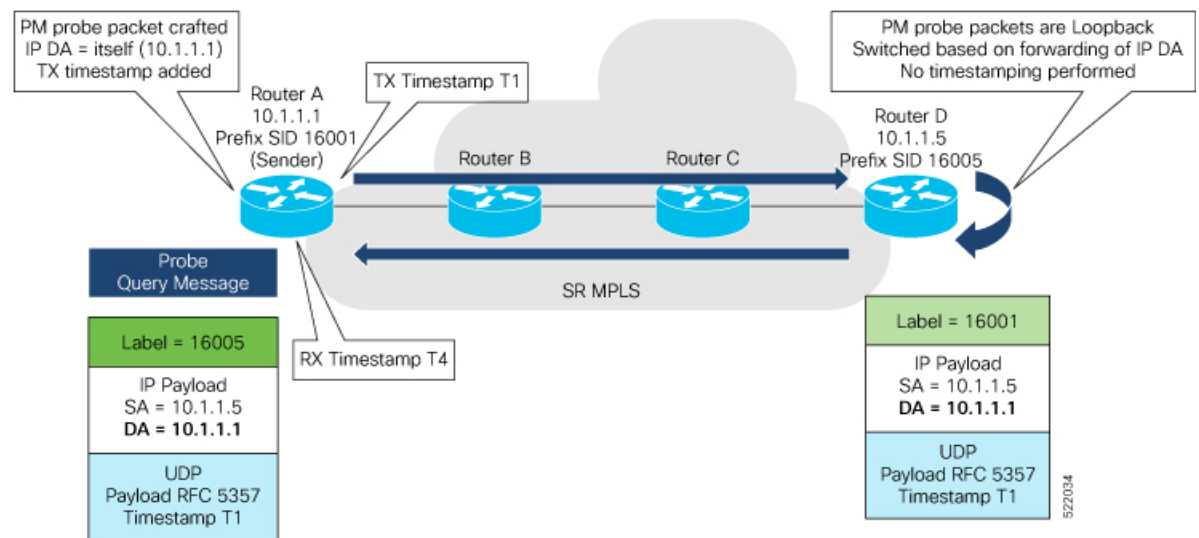 PM probe packet crafted
IP DA = itself (10.1.1.1)
TX timestamp added
TX Timestamp T1
PM probe packets are Loopback
Switched based on forwarding of IP DA
No timestamping performed
Router A
10.1.1.1
Prefix SID 16001
(Sender)
Router B
Router C
Router D
10.1.1.5
Prefix SID 16005
SR MPLS
RX Timestamp T4
Probe
Query Message
Label = 16005
IP Payload
SA = 10.1.1.5
DA = 10.1.1.1
UDP
Payload RFC 5357
Timestamp T1
Label = 16001
IP Payload
SA = 10.1.1.5
DA = 10.1.1.1
UDP
Payload RFC 5357
Timestamp T1
522034